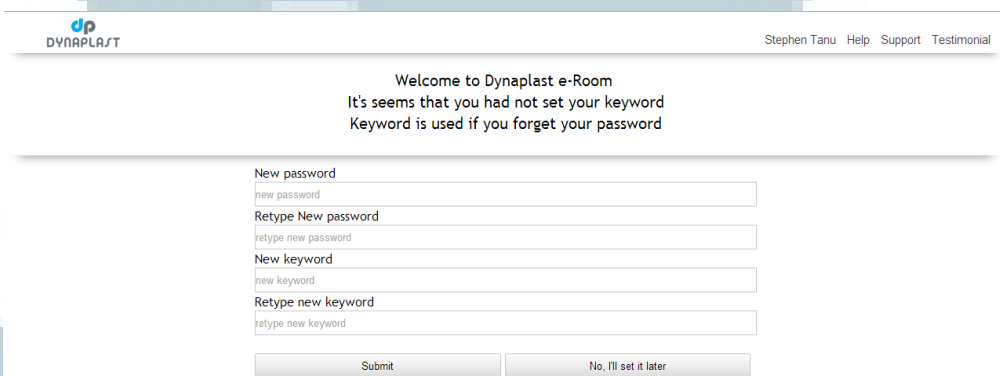 dp
DYNAPLAST
Stephen Tanu Help Support Testimonial
Welcome to Dynaplast e-Room
It's seems that you had not set your keyword
Keyword is used if you forget your password
New password
new password
Retype New password
retype new password
New keyword
new keyword
Retype new keyword
retype new keyword
Submit No, I'll set it later